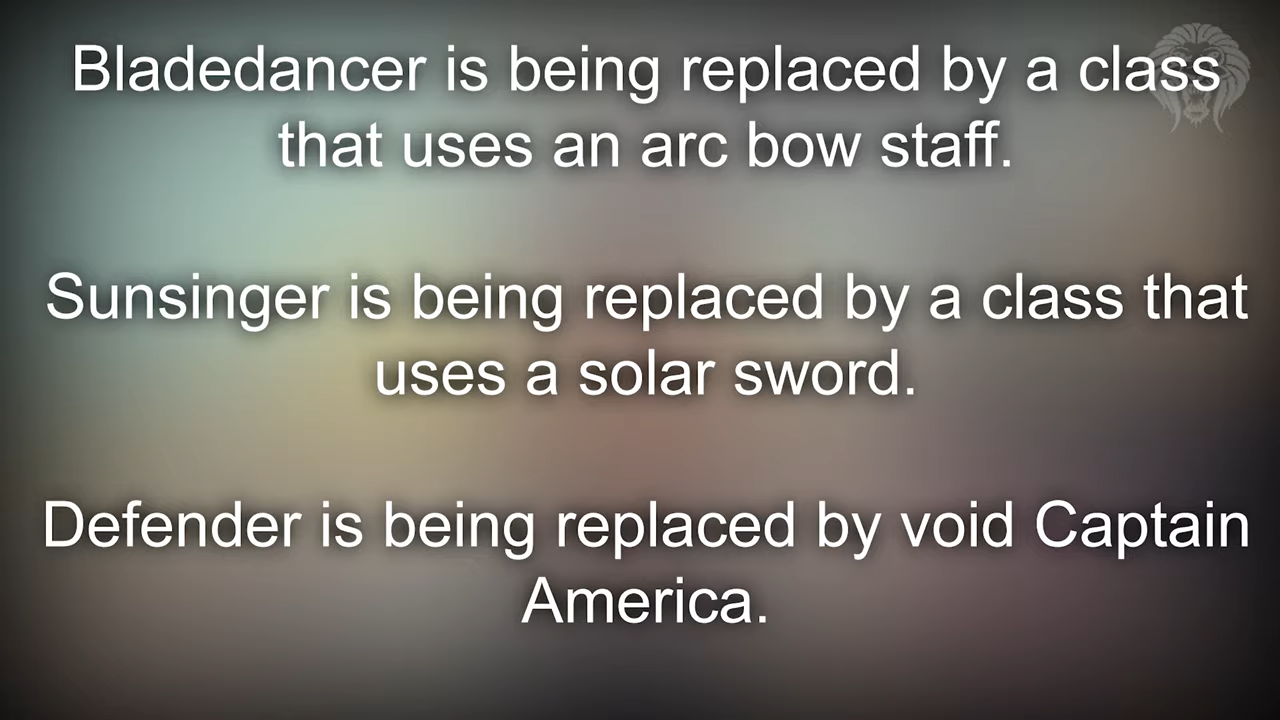 Bladedancer is being replaced by a class
that uses an arc bow staff.
Sunsinger is being replaced by a class that
uses a solar sword.
Defender is being replaced by void Captain
America.